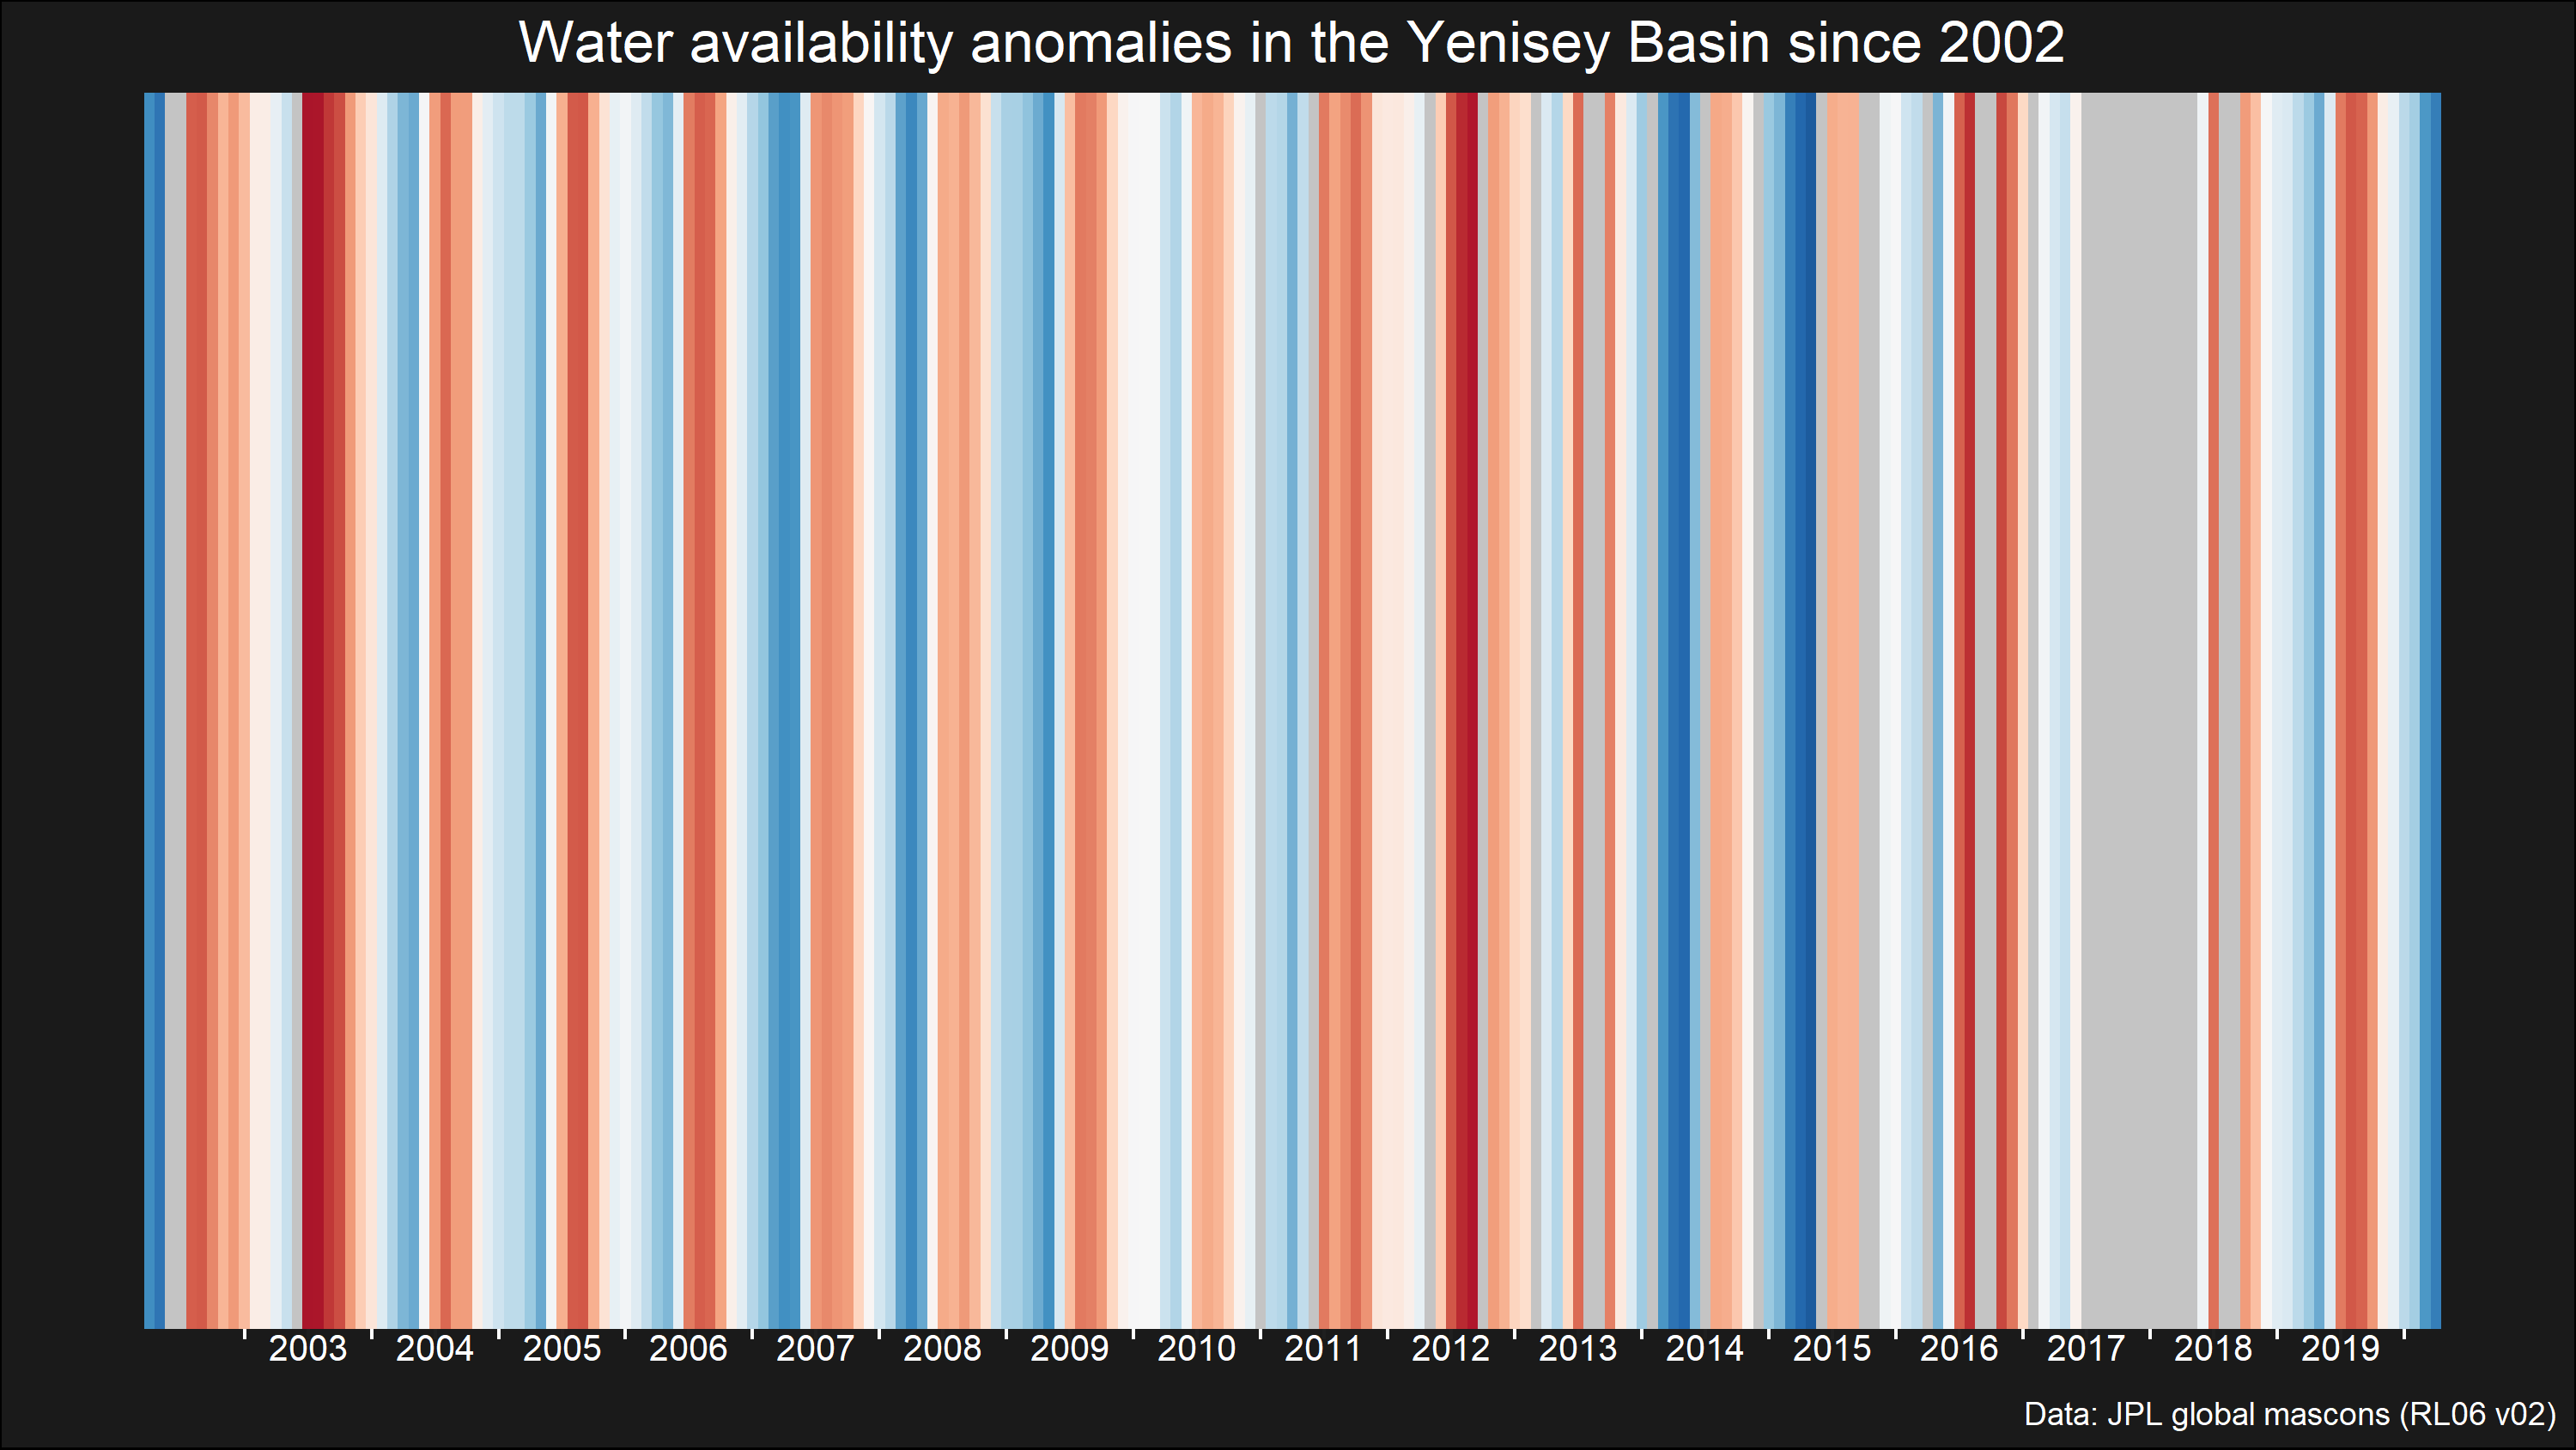 Water availability anomalies in the Yenisey Basin since 2002
2003 2004 2005 2006 2007 2008 2009 2010 2011 2012 2013 2014 2015 2016 2017 2018 2019
Data: JPL global mascons (RL06 v02)